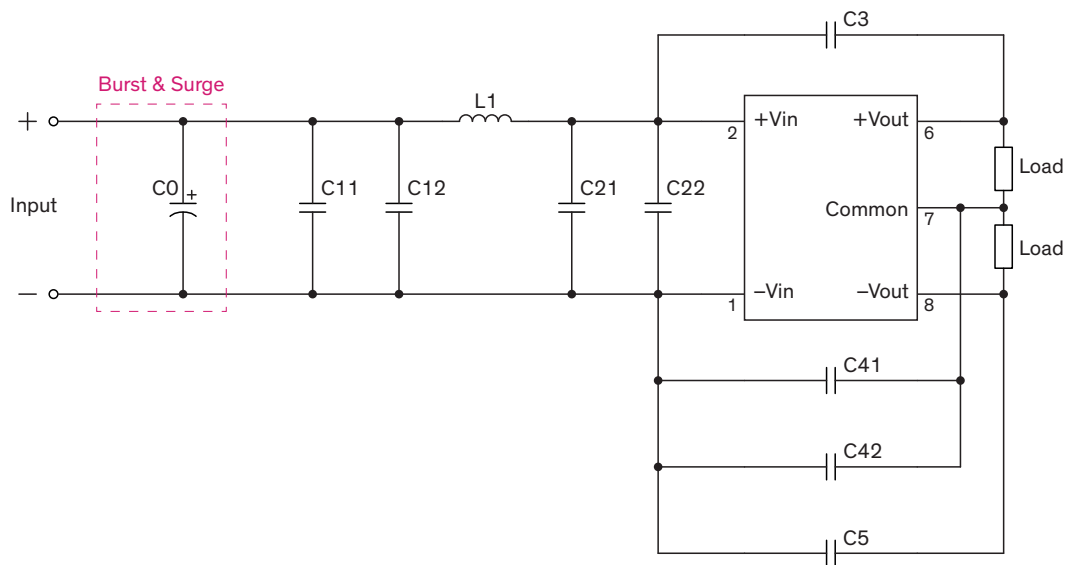 C3
Burst & Surge
L1
+
2
+Vin
+Vout
6
C0
+
C11
C12
C21
C22
Load
Input
Common
7
Load
–
1
–Vin
–Vout
8
C41
C42
C5